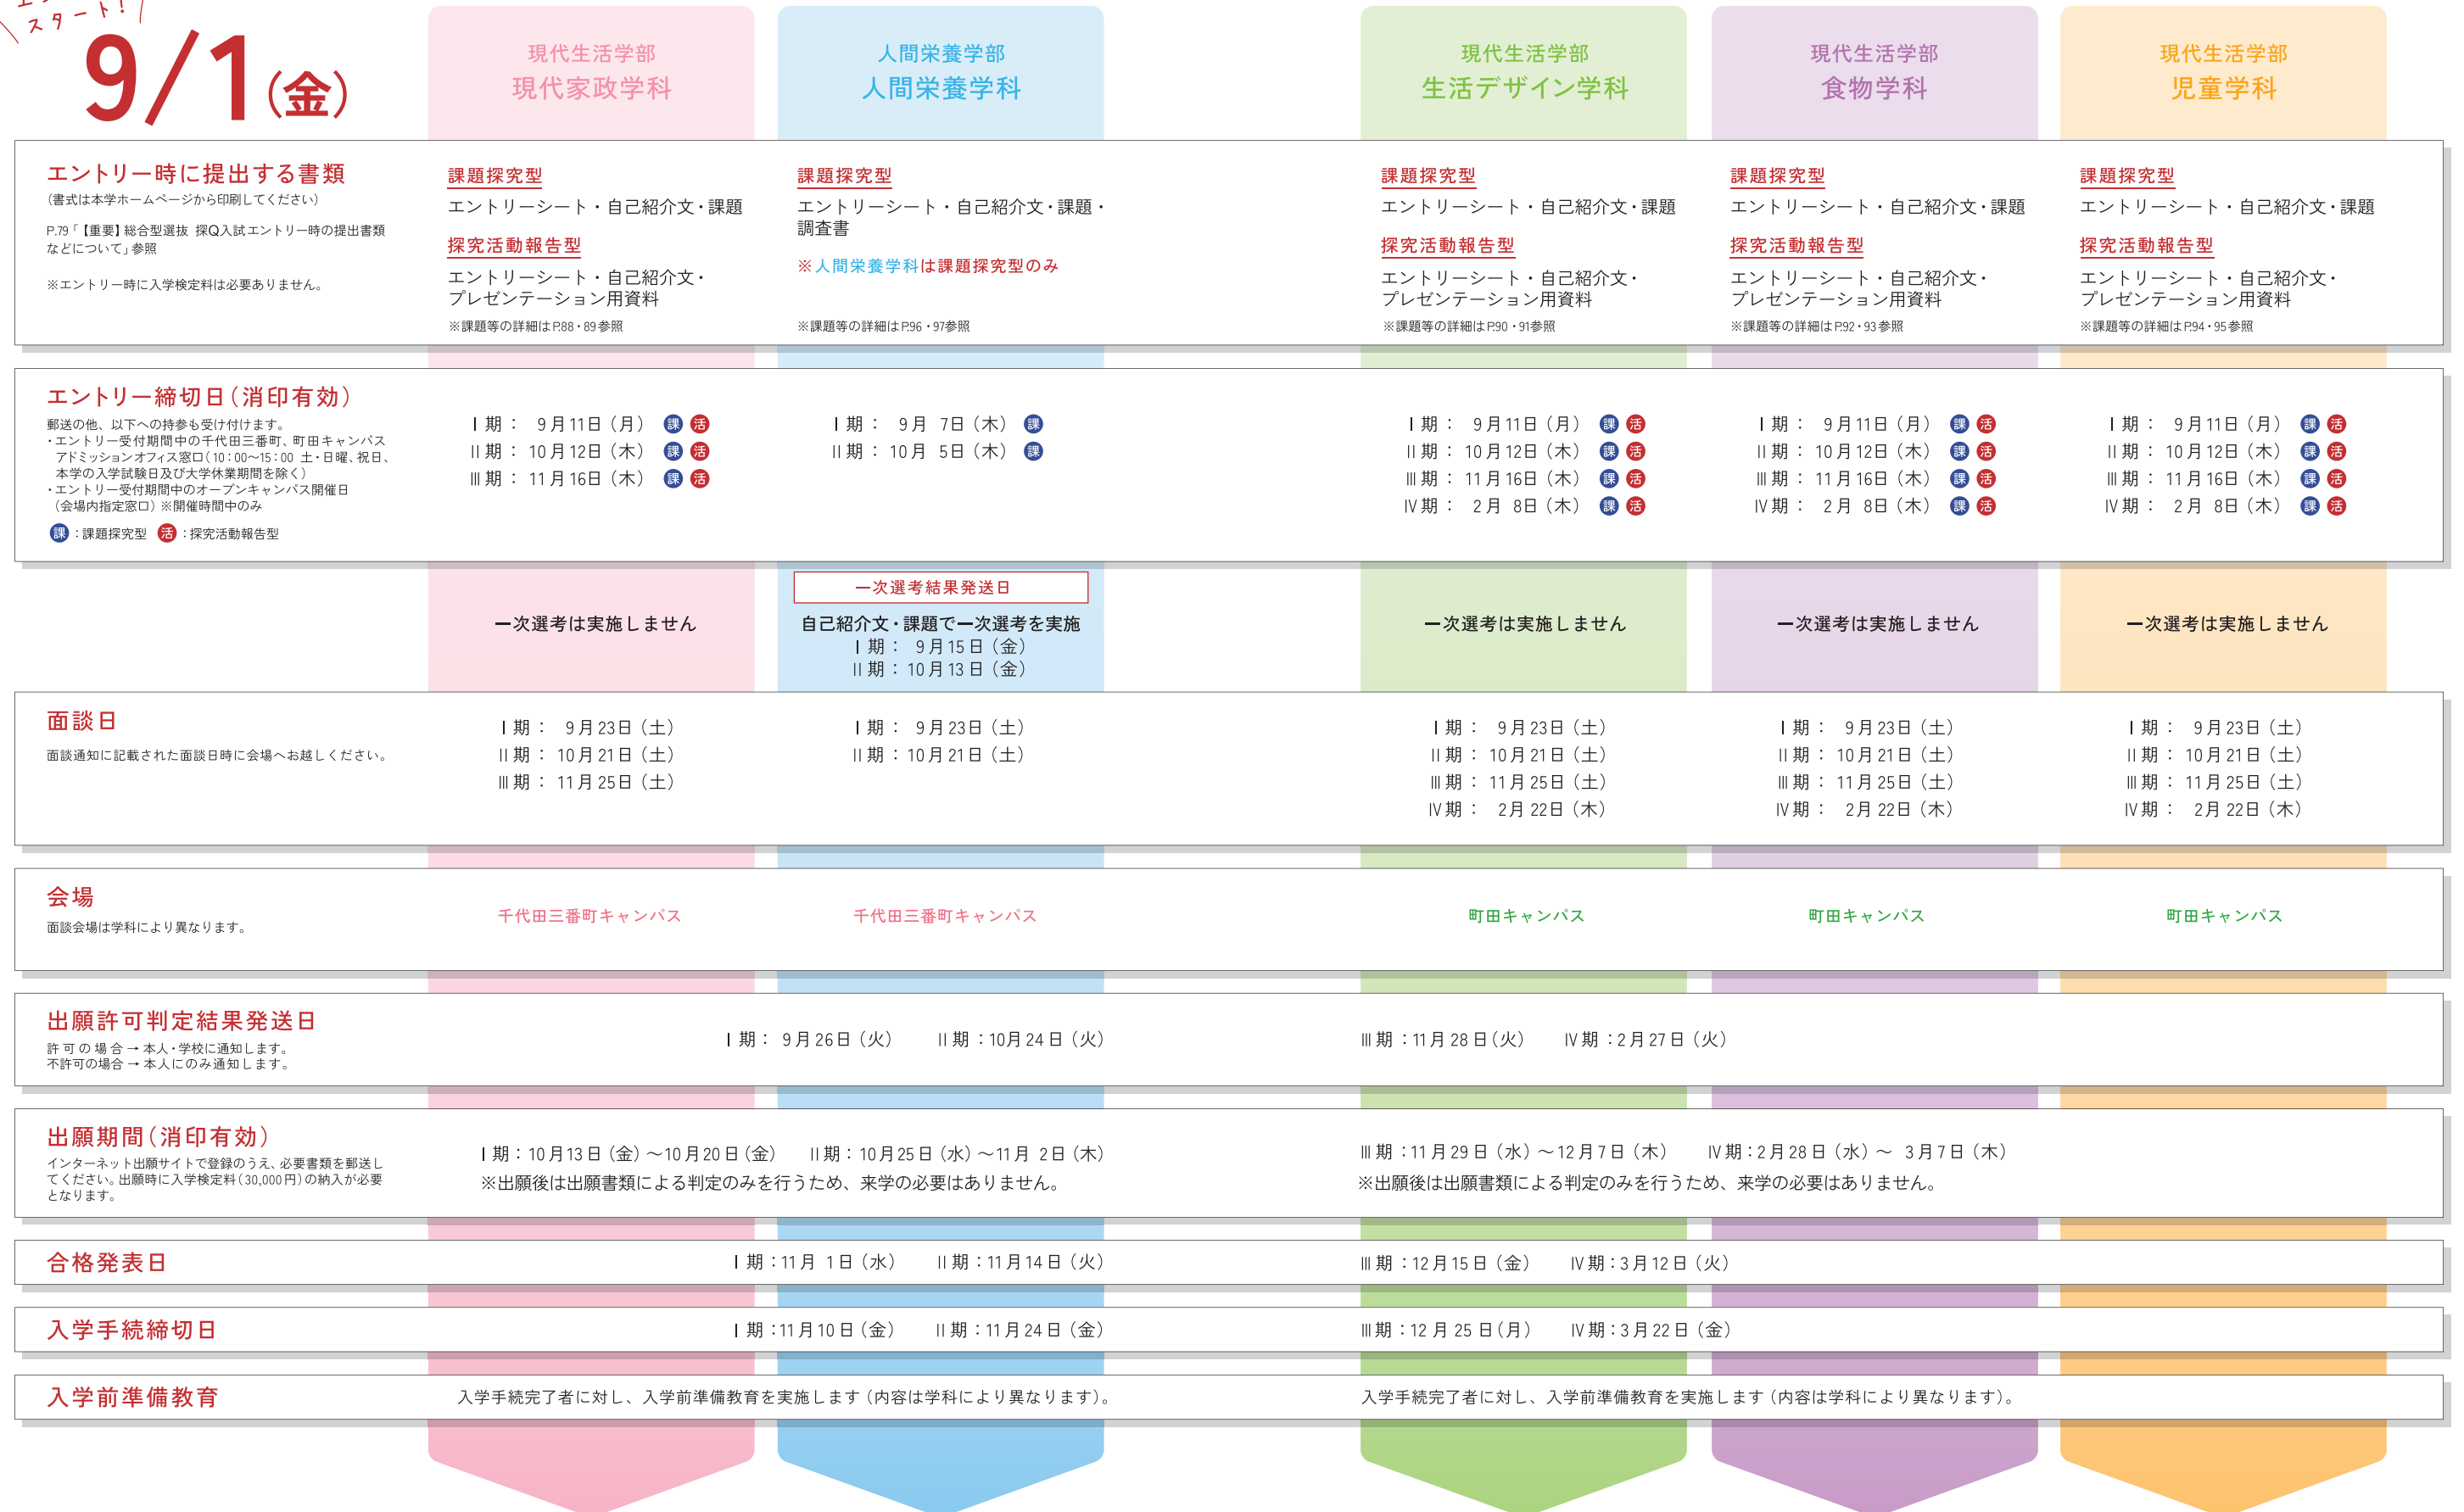 スタート!
9/1(金)
現代生活学部
現代家政学科
人間栄養学部
人間栄養学科
現代生活学部
生活デザイン学科
現代生活学部
食物学科
現代生活学部
児童学科
エントリー時に提出する書類
(書式は本学ホームページから印刷してください)
P.79「【重要】総合型選抜 探Q入試エントリー時の提出書類
などについて」参照
※エントリー時に入学検定料は必要ありません。
課題探究型
エントリーシート・自己紹介文・課題
探究活動報告型
エントリーシート・自己紹介文・
プレゼンテーション用資料
※課題等の詳細はP.88・89参照
課題探究型
エントリーシート・自己紹介文・課題・
調査書
※人間栄養学科は課題探究型のみ
※課題等の詳細はP.96・97参照
課題探究型
エントリーシート・自己紹介文・課題
探究活動報告型
エントリーシート・自己紹介文・
プレゼンテーション用資料
※課題等の詳細はP.90・91参照
課題探究型
エントリーシート・自己紹介文・課題
探究活動報告型
エントリーシート・自己紹介文・
プレゼンテーション用資料
※課題等の詳細はP.92・93参照
課題探究型
エントリーシート・自己紹介文・課題
探究活動報告型
エントリーシート・自己紹介文・
プレゼンテーション用資料
※課題等の詳細はP.94・95参照
エントリー締切日(消印有効)
郵送の他、以下への持参も受け付けます。
・エントリー受付期間中の千代田三番町、町田キャンパス
アドミッションオフィス窓口(10:00〜15:00 土・日曜、祝日、
本学の入学試験日及び大学休業期間を除く)
・エントリー受付期間中のオープンキャンパス開催日
(会場内指定窓口)※開催時間中のみ
課:課題探究型 活:探究活動報告型
Ⅰ期: 9月11日(月) 課 活
Ⅱ期:10月12日(木) 課 活
Ⅲ期:11月16日(木) 課 活
Ⅰ期: 9月 7日(木) 課
Ⅱ期:10月 5日(木) 課
Ⅰ期: 9月11日(月) 課 活
Ⅱ期:10月12日(木) 課 活
Ⅲ期:11月16日(木) 課 活
Ⅳ期: 2月 8日(木) 課 活
Ⅰ期: 9月11日(月) 課 活
Ⅱ期:10月12日(木) 課 活
Ⅲ期:11月16日(木) 課 活
Ⅳ期: 2月 8日(木) 課 活
Ⅰ期: 9月11日(月) 課 活
Ⅱ期:10月12日(木) 課 活
Ⅲ期:11月16日(木) 課 活
Ⅳ期: 2月 8日(木) 課 活
一次選考は実施しません
一次選考結果発送日
自己紹介文・課題で一次選考を実施
Ⅰ期: 9月15日(金)
Ⅱ期:10月13日(金)
一次選考は実施しません
一次選考は実施しません
一次選考は実施しません
面談日
面談通知に記載された面談日時に会場へお越しください。
Ⅰ期: 9月23日(土)
Ⅱ期:10月21日(土)
Ⅲ期:11月25日(土)
Ⅰ期: 9月23日(土)
Ⅱ期:10月21日(土)
Ⅰ期: 9月23日(土)
Ⅱ期:10月21日(土)
Ⅲ期:11月25日(土)
Ⅳ期: 2月22日(木)
Ⅰ期: 9月23日(土)
Ⅱ期:10月21日(土)
Ⅲ期:11月25日(土)
Ⅳ期: 2月22日(木)
Ⅰ期: 9月23日(土)
Ⅱ期:10月21日(土)
Ⅲ期:11月25日(土)
Ⅳ期: 2月22日(木)
会場
面談会場は学科により異なります。
千代田三番町キャンパス
千代田三番町キャンパス
町田キャンパス
町田キャンパス
町田キャンパス
出願許可判定結果発送日
許可の場合→本人・学校に通知します。
不許可の場合→本人にのみ通知します。
Ⅰ期: 9月26日(火) Ⅱ期:10月24日(火)
Ⅲ期:11月28日(火) Ⅳ期:2月27日(火)
出願期間(消印有効)
インターネット出願サイトで登録のうえ、必要書類を郵送し
てください。出願時に入学検定料(30,000円)の納入が必要
となります。
Ⅰ期:10月13日(金)〜10月20日(金) Ⅱ期:10月25日(水)〜11月 2日(木)
※出願後は出願書類による判定のみを行うため、来学の必要はありません。
Ⅲ期:11月29日(水)〜12月7日(木) Ⅳ期:2月28日(水)〜 3月7日(木)
※出願後は出願書類による判定のみを行うため、来学の必要はありません。
合格発表日
Ⅰ期:11月 1日(水) Ⅱ期:11月14日(火)
Ⅲ期:12月15日(金) Ⅳ期:3月12日(火)
入学手続締切日
Ⅰ期:11月10日(金) Ⅱ期:11月24日(金)
Ⅲ期:12月25日(月) Ⅳ期:3月22日(金)
入学前準備教育
入学手続完了者に対し、入学前準備教育を実施します(内容は学科により異なります)。
入学手続完了者に対し、入学前準備教育を実施します(内容は学科により異なります)。